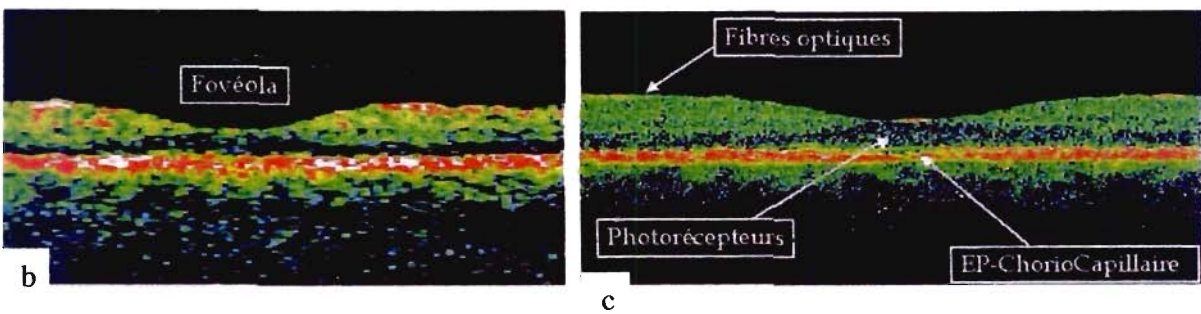 Fovéola
b
Fibres optiques
Photorécepteurs
EP-ChorioCapillaire
c